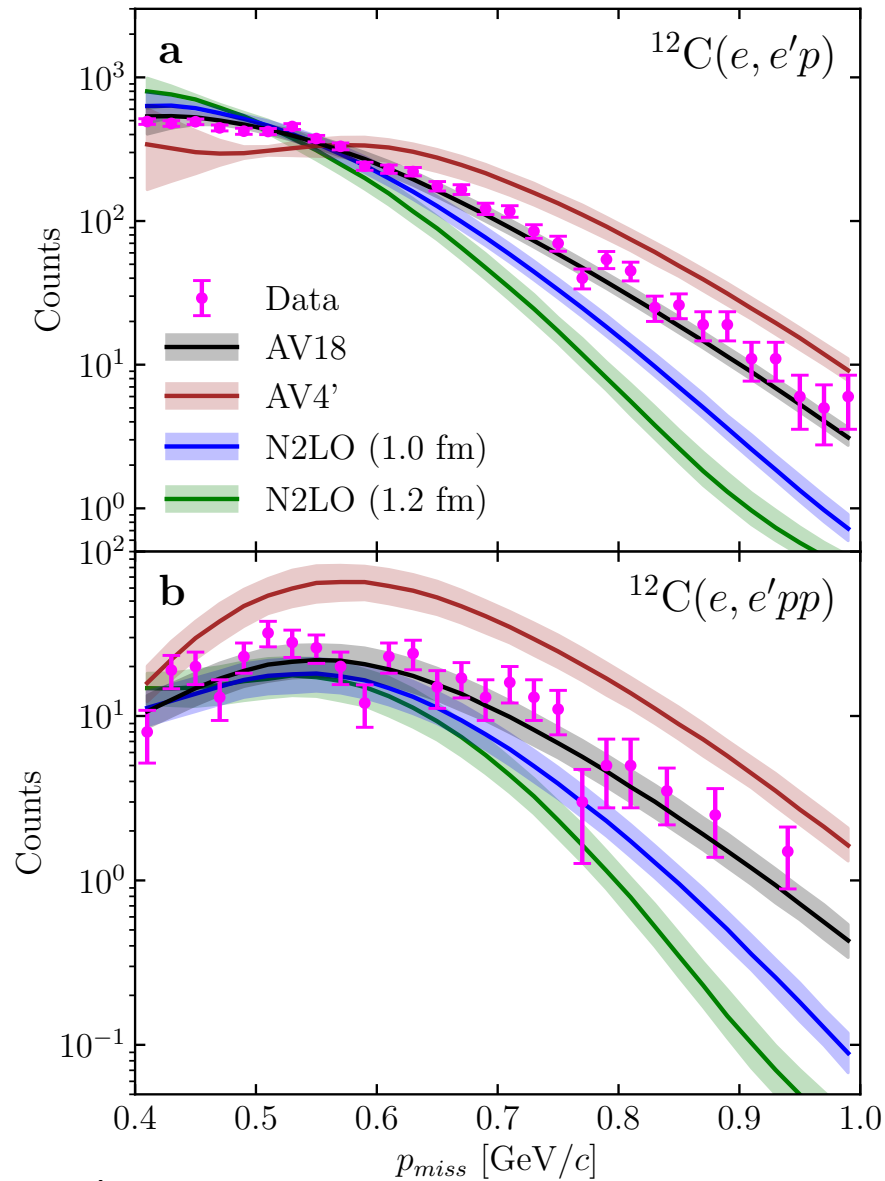 a
¹²C(e, e′p)
10³
10²
10¹
10⁰
Counts
Data
AV18
AV4'
N2LO (1.0 fm)
N2LO (1.2 fm)
b
¹²C(e, e′pp)
10²
10¹
10⁰
10⁻¹
Counts
0.4 0.5 0.6 0.7 0.8 0.9 1.0
p_miss [GeV/c]